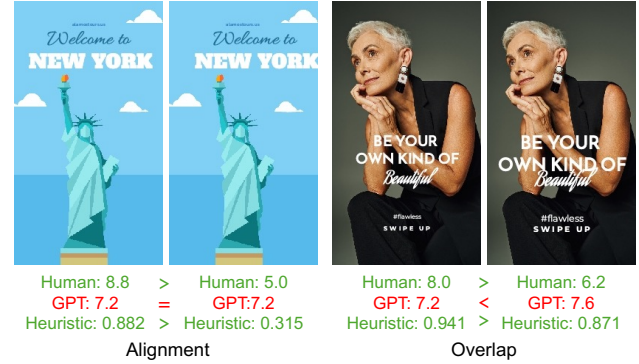 Welcome to
NEW YORK
Welcome to
NEW YORK
BE YOUR
OWN KIND OF
Beautiful
#flawless
SWIPE UP
BE YOUR
OWN KIND OF
Beautiful
#flawless
SWIPE UP
Human: 8.8 > Human: 5.0
GPT: 7.2 = GPT:7.2
Heuristic: 0.882 > Heuristic: 0.315
Alignment
Human: 8.0 > Human: 6.2
GPT: 7.2 < GPT: 7.6
Heuristic: 0.941 > Heuristic: 0.871
Overlap